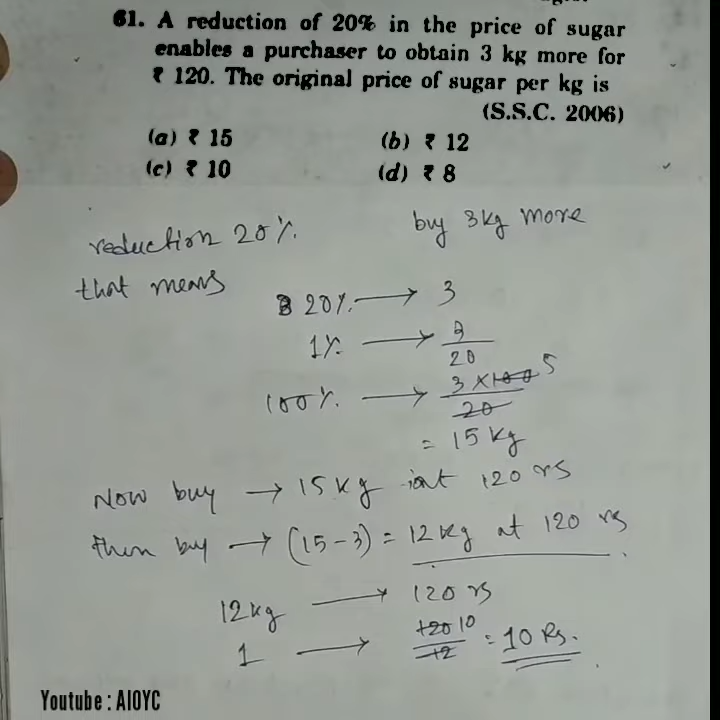 61. A reduction of 20% in the price of sugar
enables a purchaser to obtain 3 kg more for
₹ 120. The original price of sugar per kg is
(S.S.C. 2006)
(a) ₹ 15 (b) ₹ 12
(c) ₹ 10 (d) ₹ 8
reduction 20%. buy 3kg more
that means
20%. → 3
1%. → 3/20
100%. → 3 × 100 5 / 20
= 15 kg
Now buy → 15 kg at 120 rs
then buy → (15-3) = 12 kg at 120 rs
12kg → 120 rs
1 → 120 10 / 12 = 10 Rs.
Youtube : AIOYC